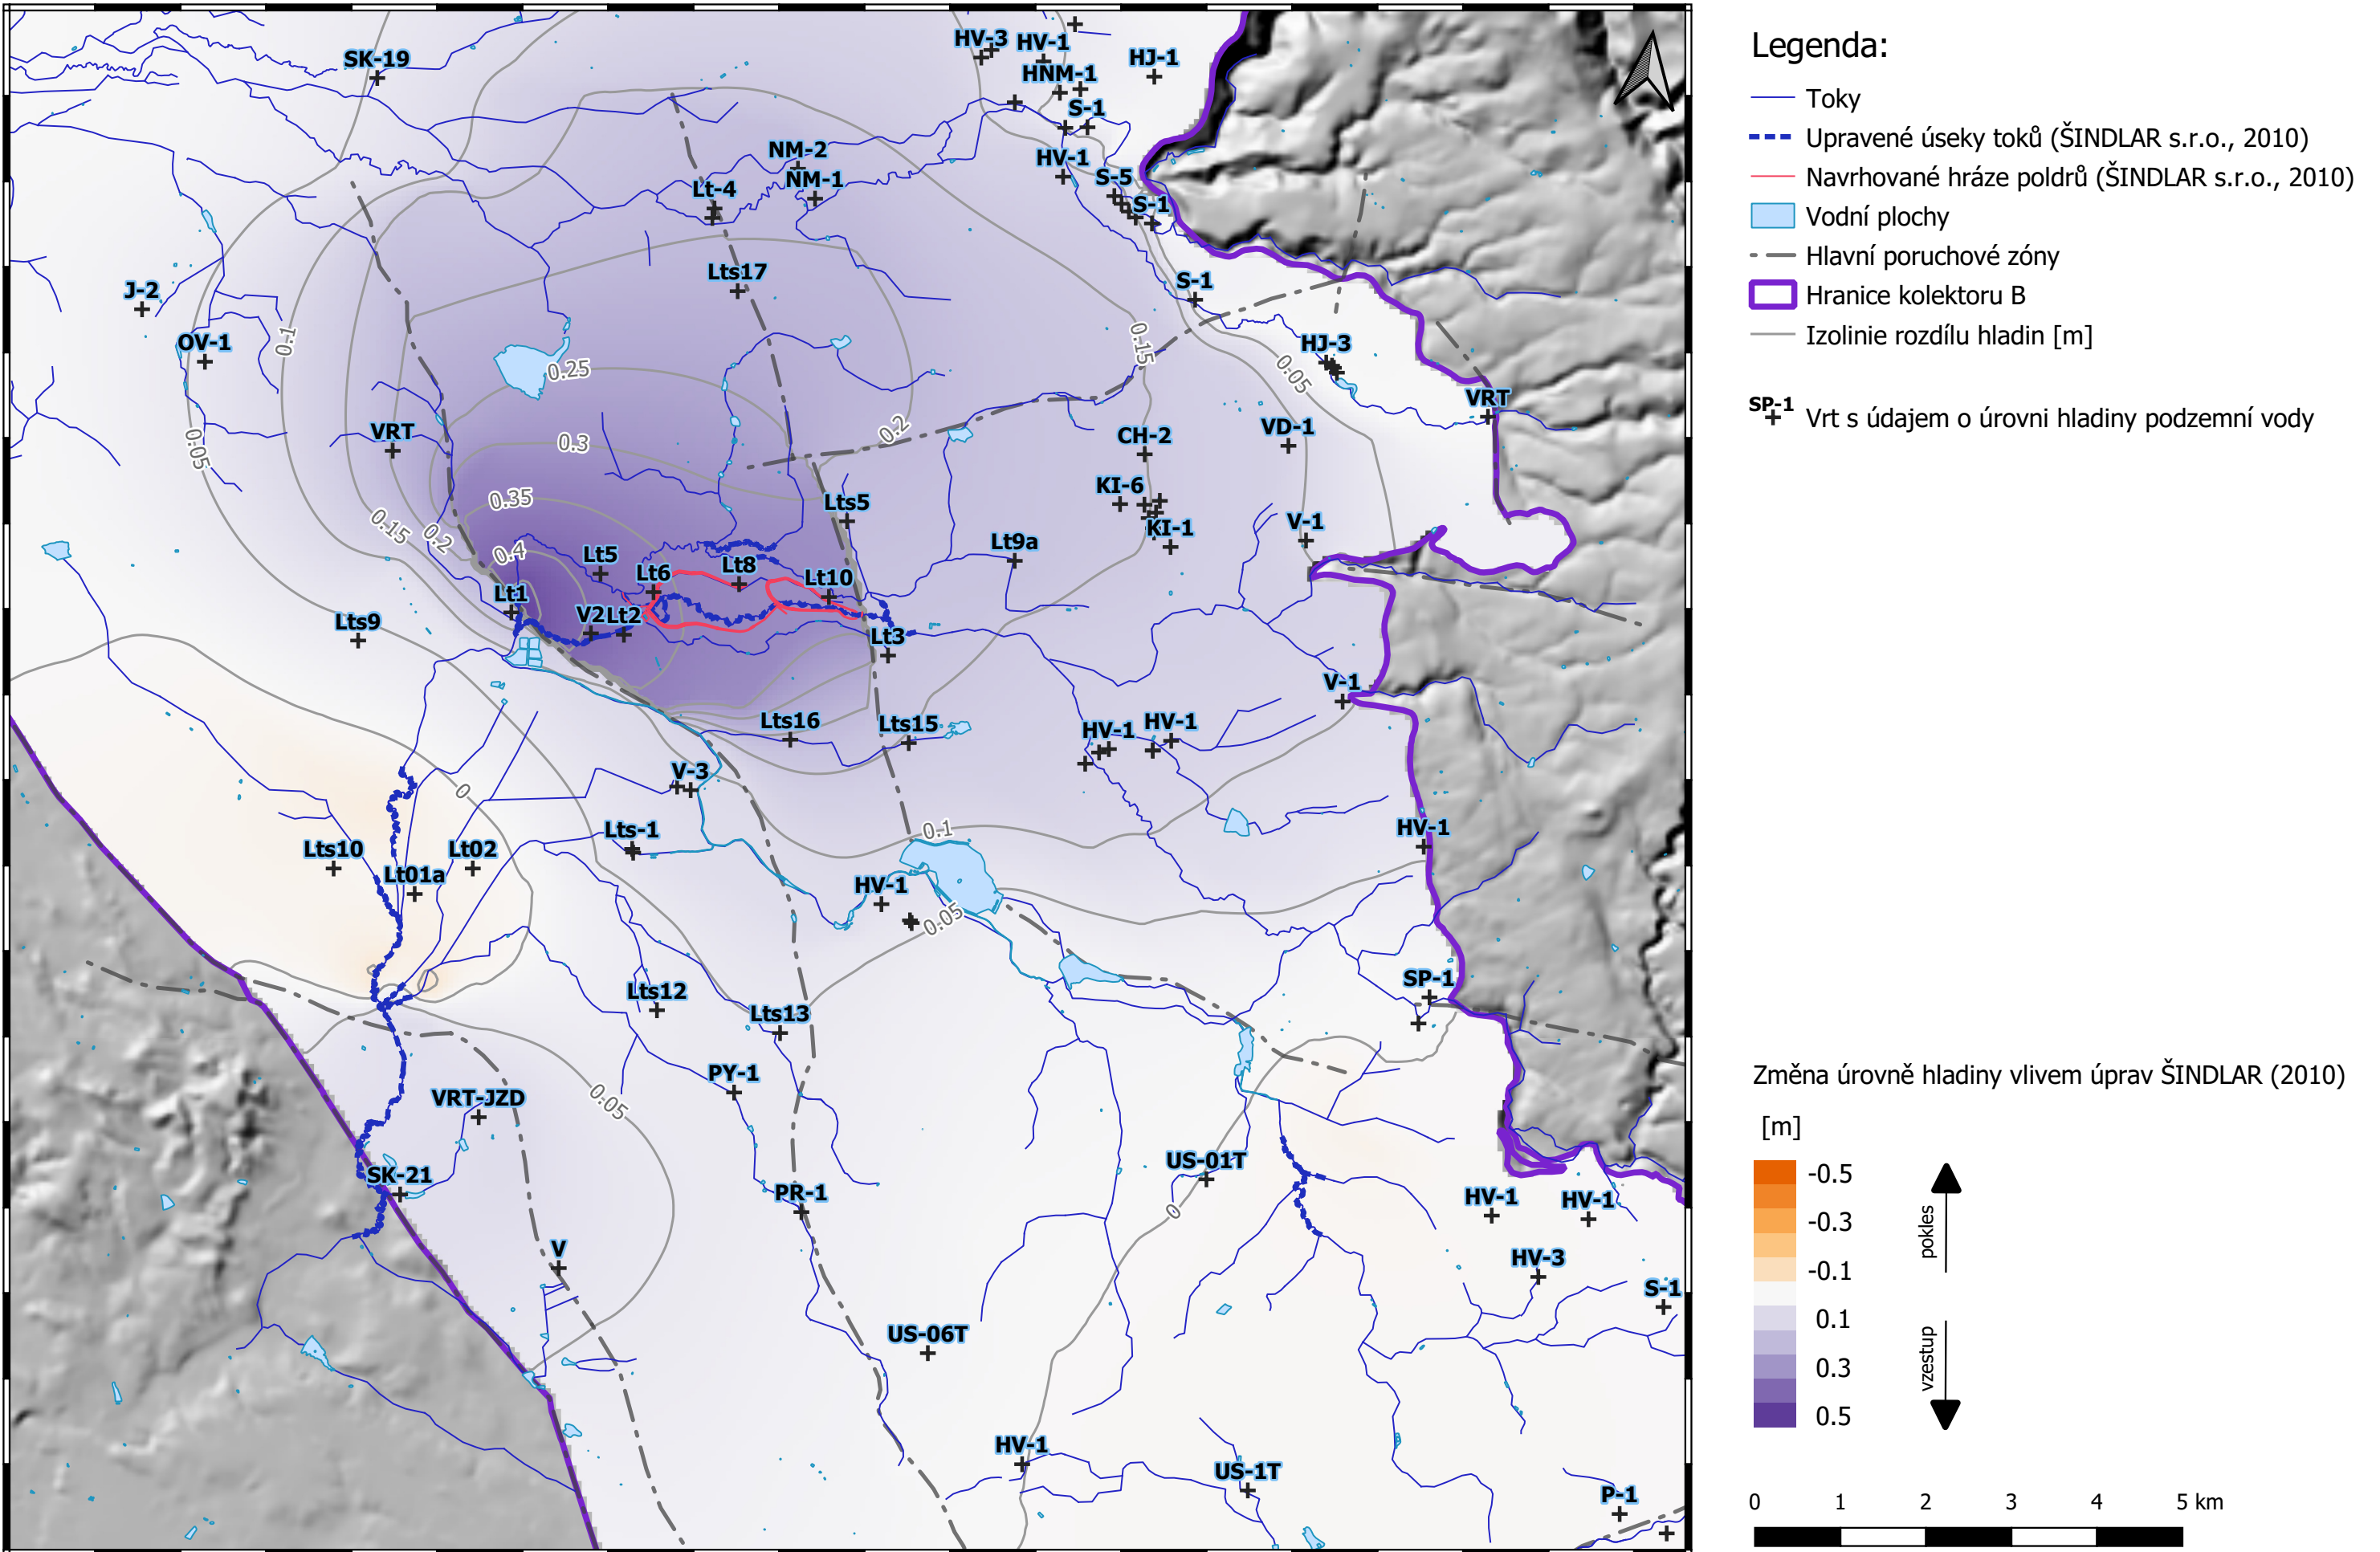 HV-3
HV-1
HJ-1
SK-19
HNM-1
S-1
NM-2
HV-1
NM-1
Lt-4
S-5
S-1
Lts17
S-1
J-2
OV-1
0.1
0.15
HJ-3
0.25
0.05
VRT
VRT
0.2
VD-1
CH-2
0.3
0.05
KI-6
0.35
Lts5
0.15
0.2
V-1
KI-1
Lt9a
0.4
Lt5
Lt8
Lt6
Lt10
Lt1
V2
Lt2
Lts9
Lt3
V-1
Lts16
Lts15
HV-1
HV-1
V-3
0
0.1
HV-1
Lts-1
Lts10
Lt02
Lt01a
HV-1
0.05
SP-1
Lts12
Lts13
PY-1
VRT-JZD
0.05
US-01T
SK-21
PR-1
HV-1
HV-1
0
V
HV-3
S-1
US-06T
HV-1
US-1T
P-1
Legenda:
Toky
Upravené úseky toků (ŠINDLAR s.r.o., 2010)
Navrhované hráze poldrů (ŠINDLAR s.r.o., 2010)
Vodní plochy
Hlavní poruchové zóny
Hranice kolektoru B
Izolinie rozdílu hladin [m]
SP-1
Vrt s údajem o úrovni hladiny podzemní vody
Změna úrovně hladiny vlivem úprav ŠINDLAR (2010)
[m]
-0.5
-0.3
-0.1
0.1
0.3
0.5
pokles
vzestup
0 1 2 3 4 5 km